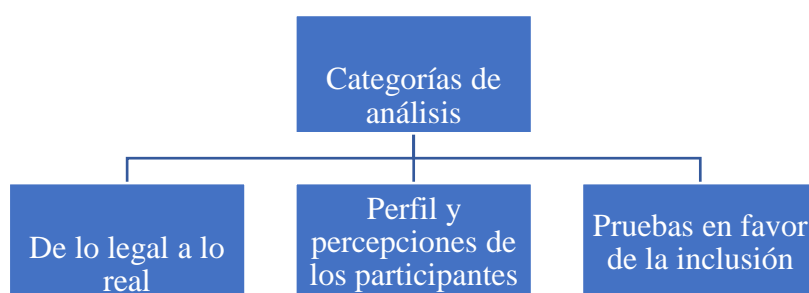 Categorías de
análisis
De lo legal a lo
real
Perfil y
percepciones de
los participantes
Pruebas en favor
de la inclusión